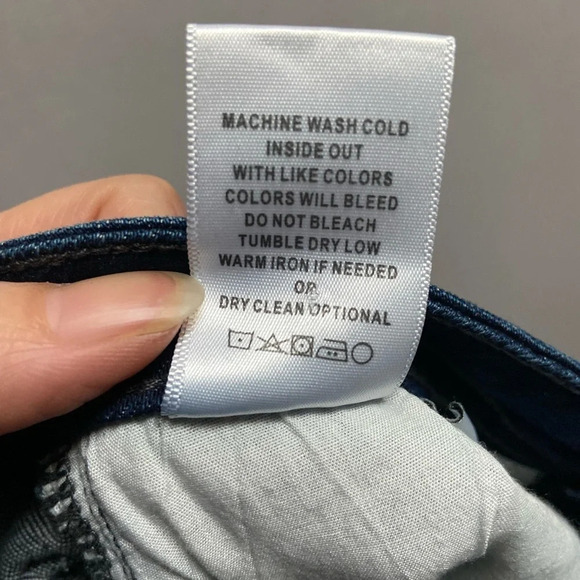 MACHINE WASH COLD
INSIDE OUT
WITH LIKE COLORS
COLORS WILL BLEED
DO NOT BLEACH
TUMBLE DRY LOW
WARM IRON IF NEEDED
OR
DRY CLEAN OPTIONAL